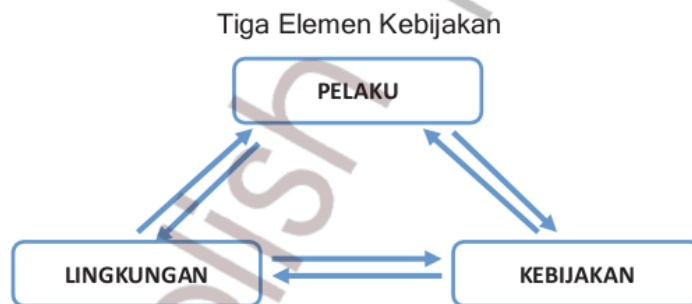 Tiga Elemen Kebijakan
PELAKU
LINGKUNGAN
KEBIJAKAN